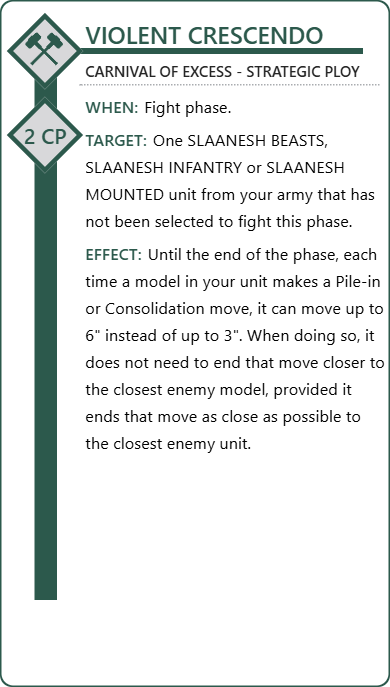 VIOLENT CRESCENDO
CARNIVAL OF EXCESS - STRATEGIC PLOY
2 CP
WHEN: Fight phase.
TARGET: One SLAANESH BEASTS,
SLAANESH INFANTRY or SLAANESH
MOUNTED unit from your army that has
not been selected to fight this phase.
EFFECT: Until the end of the phase, each
time a model in your unit makes a Pile-in
or Consolidation move, it can move up to
6" instead of up to 3". When doing so, it
does not need to end that move closer to
the closest enemy model, provided it
ends that move as close as possible to
the closest enemy unit.